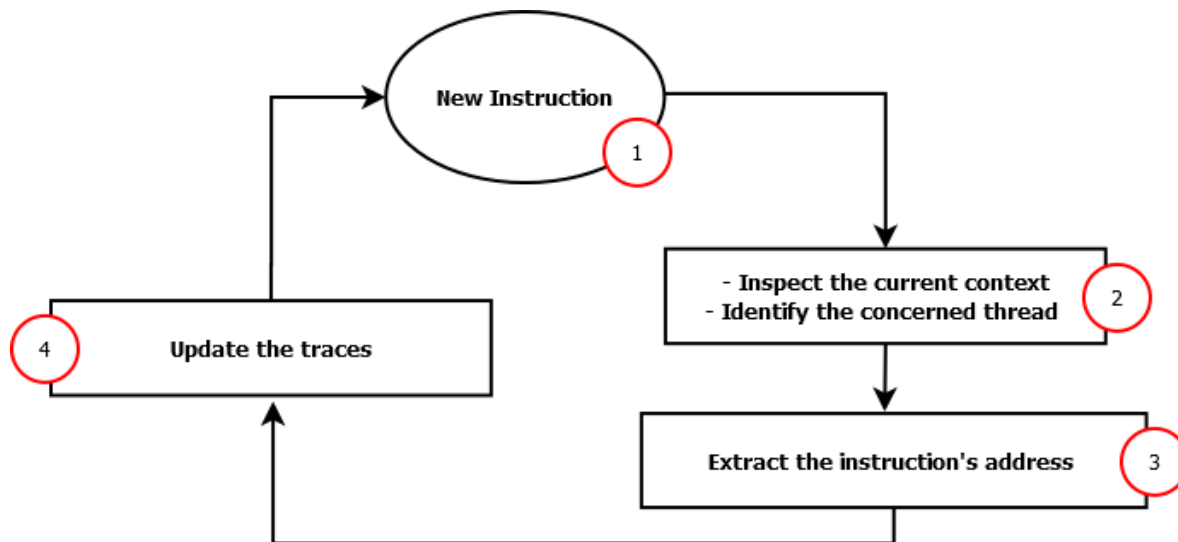 New Instruction
1
- Inspect the current context
- Identify the concerned thread
2
Extract the instruction's address
3
Update the traces
4